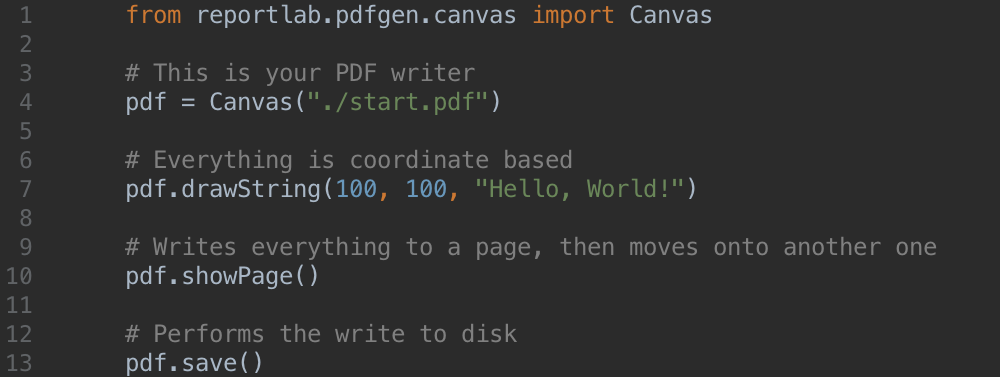 1 from reportlab.pdfgen.canvas import Canvas
2
3 # This is your PDF writer
4 pdf = Canvas("./start.pdf")
5
6 # Everything is coordinate based
7 pdf.drawString(100, 100, "Hello, World!")
8
9 # Writes everything to a page, then moves onto another one
10 pdf.showPage()
11
12 # Performs the write to disk
13 pdf.save()